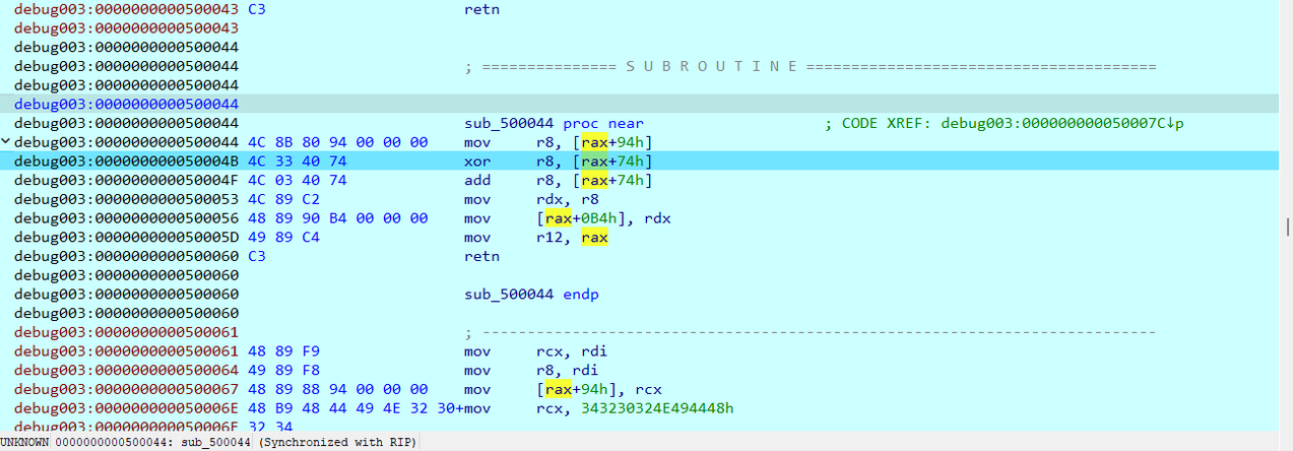 debug003:0000000000500043 C3 retn
debug003:0000000000500043
debug003:0000000000500044
debug003:0000000000500044 ; =============== S U B R O U T I N E =======================================
debug003:0000000000500044
debug003:0000000000500044
debug003:0000000000500044 sub_500044 proc near ; CODE XREF: debug003:000000000050007C↓p
debug003:0000000000500044 4C 8B 80 94 00 00 00 mov r8, [rax+94h]
debug003:000000000050004B 4C 33 40 74 xor r8, [rax+74h]
debug003:000000000050004F 4C 03 40 74 add r8, [rax+74h]
debug003:0000000000500053 4C 89 C2 mov rdx, r8
debug003:0000000000500056 48 89 90 B4 00 00 00 mov [rax+0B4h], rdx
debug003:000000000050005D 49 89 C4 mov r12, rax
debug003:0000000000500060 C3 retn
debug003:0000000000500060
debug003:0000000000500060 sub_500044 endp
debug003:0000000000500060
debug003:0000000000500061 ; ---------------------------------------------------------------------------
debug003:0000000000500061 48 89 F9 mov rcx, rdi
debug003:0000000000500064 49 89 F8 mov r8, rdi
debug003:0000000000500067 48 89 88 94 00 00 00 mov [rax+94h], rcx
debug003:000000000050006E 48 B9 48 44 49 4E 32 30+mov rcx, 343230324E494448h
debug003:000000000050006F 32 34
UNKNOWN 0000000000500044: sub_500044 (Synchronized with RIP)